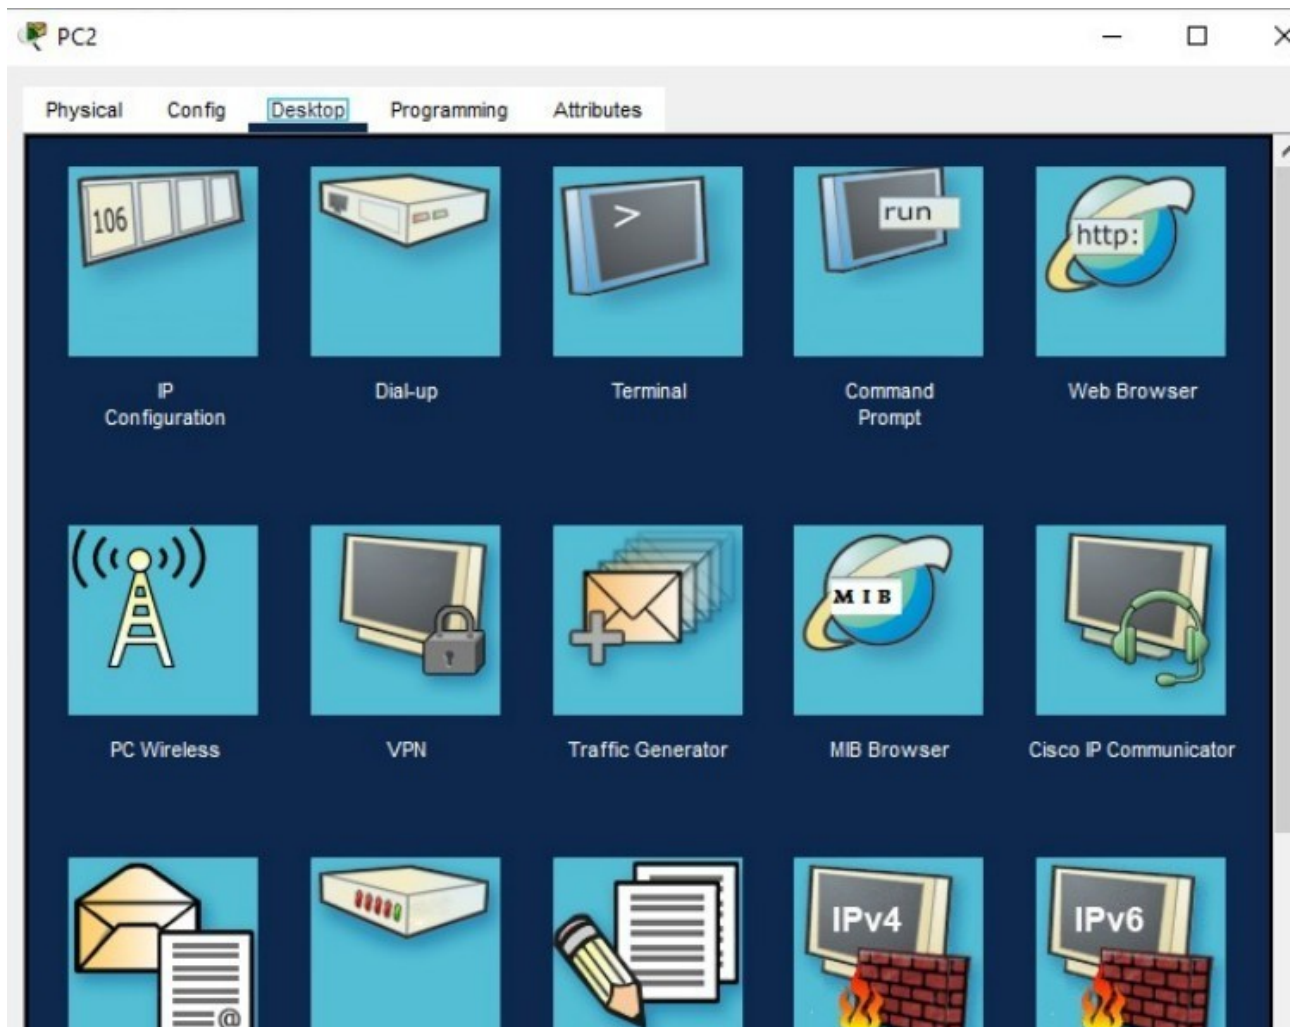 PC2
Physical Config Desktop Programming Attributes
106
>
run
http:
IP
Configuration
Dial-up
Terminal
Command
Prompt
Web Browser
MIB
PC Wireless
VPN
Traffic Generator
MIB Browser
Cisco IP Communicator
@
IPv4
IPv6